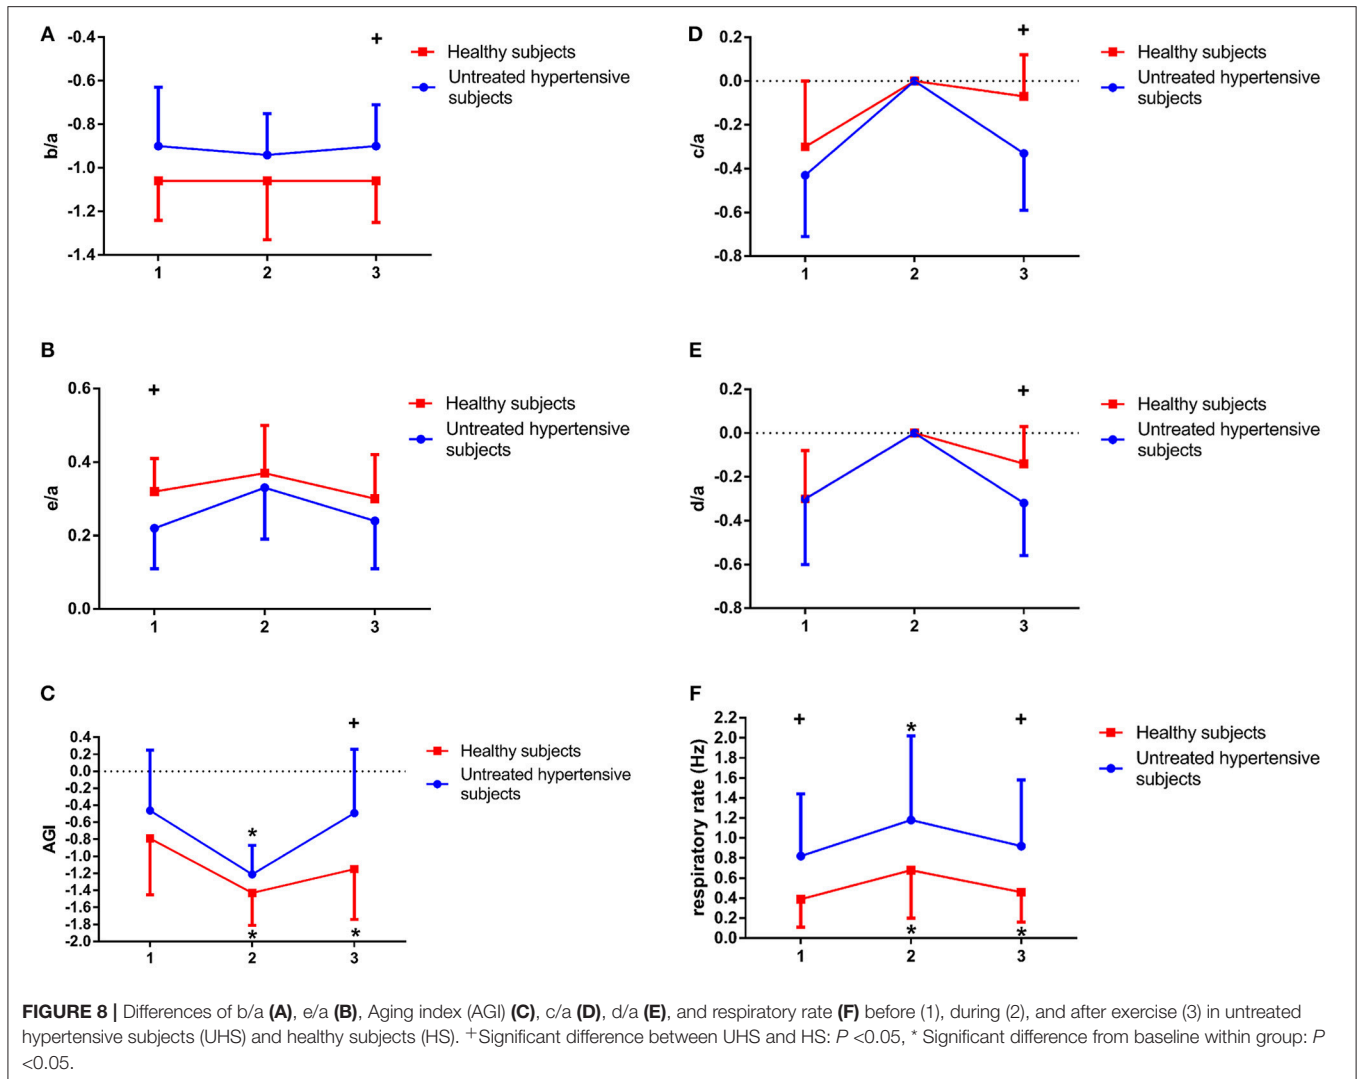 A
-0.4
-0.6
-0.8
-1.0
-1.2
-1.4
b/a
1 2 3
+
Healthy subjects
Untreated hypertensive
subjects
D
0.2
0.0
-0.2
-0.4
-0.6
-0.8
c/a
1 2 3
+
Healthy subjects
Untreated hypertensive
subjects
B
0.6
0.4
0.2
0.0
e/a
1 2 3
+
Healthy subjects
Untreated hypertensive
subjects
E
0.2
0.0
-0.2
-0.4
-0.6
-0.8
d/a
1 2 3
+
Healthy subjects
Untreated hypertensive
subjects
C
0.4
0.2
0.0
-0.2
-0.4
-0.6
-0.8
-1.0
-1.2
-1.4
-1.6
-1.8
-2.0
AGI
1 2 3
+
*
* *
Healthy subjects
Untreated hypertensive
subjects
F
2.2
2.0
1.8
1.6
1.4
1.2
1.0
0.8
0.6
0.4
0.2
0.0
respiratory rate (Hz)
1 2 3
+ * +
* *
Healthy subjects
Untreated hypertensive
subjects
FIGURE 8 | Differences of b/a (A), e/a (B), Aging index (AGI) (C), c/a (D), d/a (E), and respiratory rate (F) before (1), during (2), and after exercise (3) in untreated
hypertensive subjects (UHS) and healthy subjects (HS). +Significant difference between UHS and HS: P <0.05, * Significant difference from baseline within group: P
<0.05.